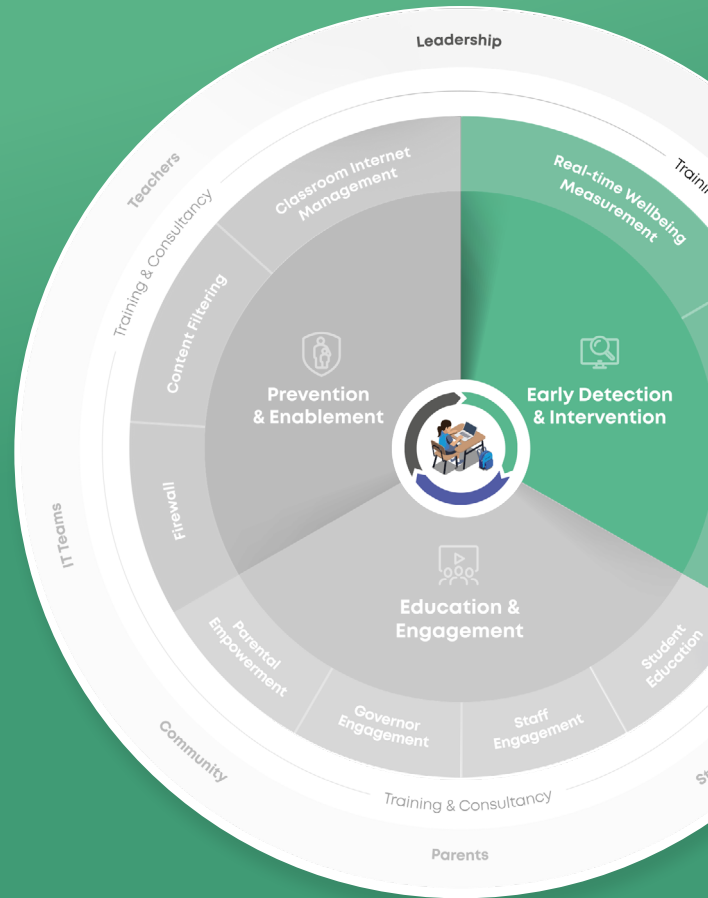 Leadership
Teachers
Training & Consultancy
Classroom Internet
Management
Real-time Wellbeing
Measurement
Content Filtering
Prevention
& Enablement
Early Detection
& Intervention
IT Teams
Firewall
Education &
Engagement
Parental
Empowerment
Governor
Engagement
Staff
Engagement
Student
Education
Community
Training & Consultancy
Parents